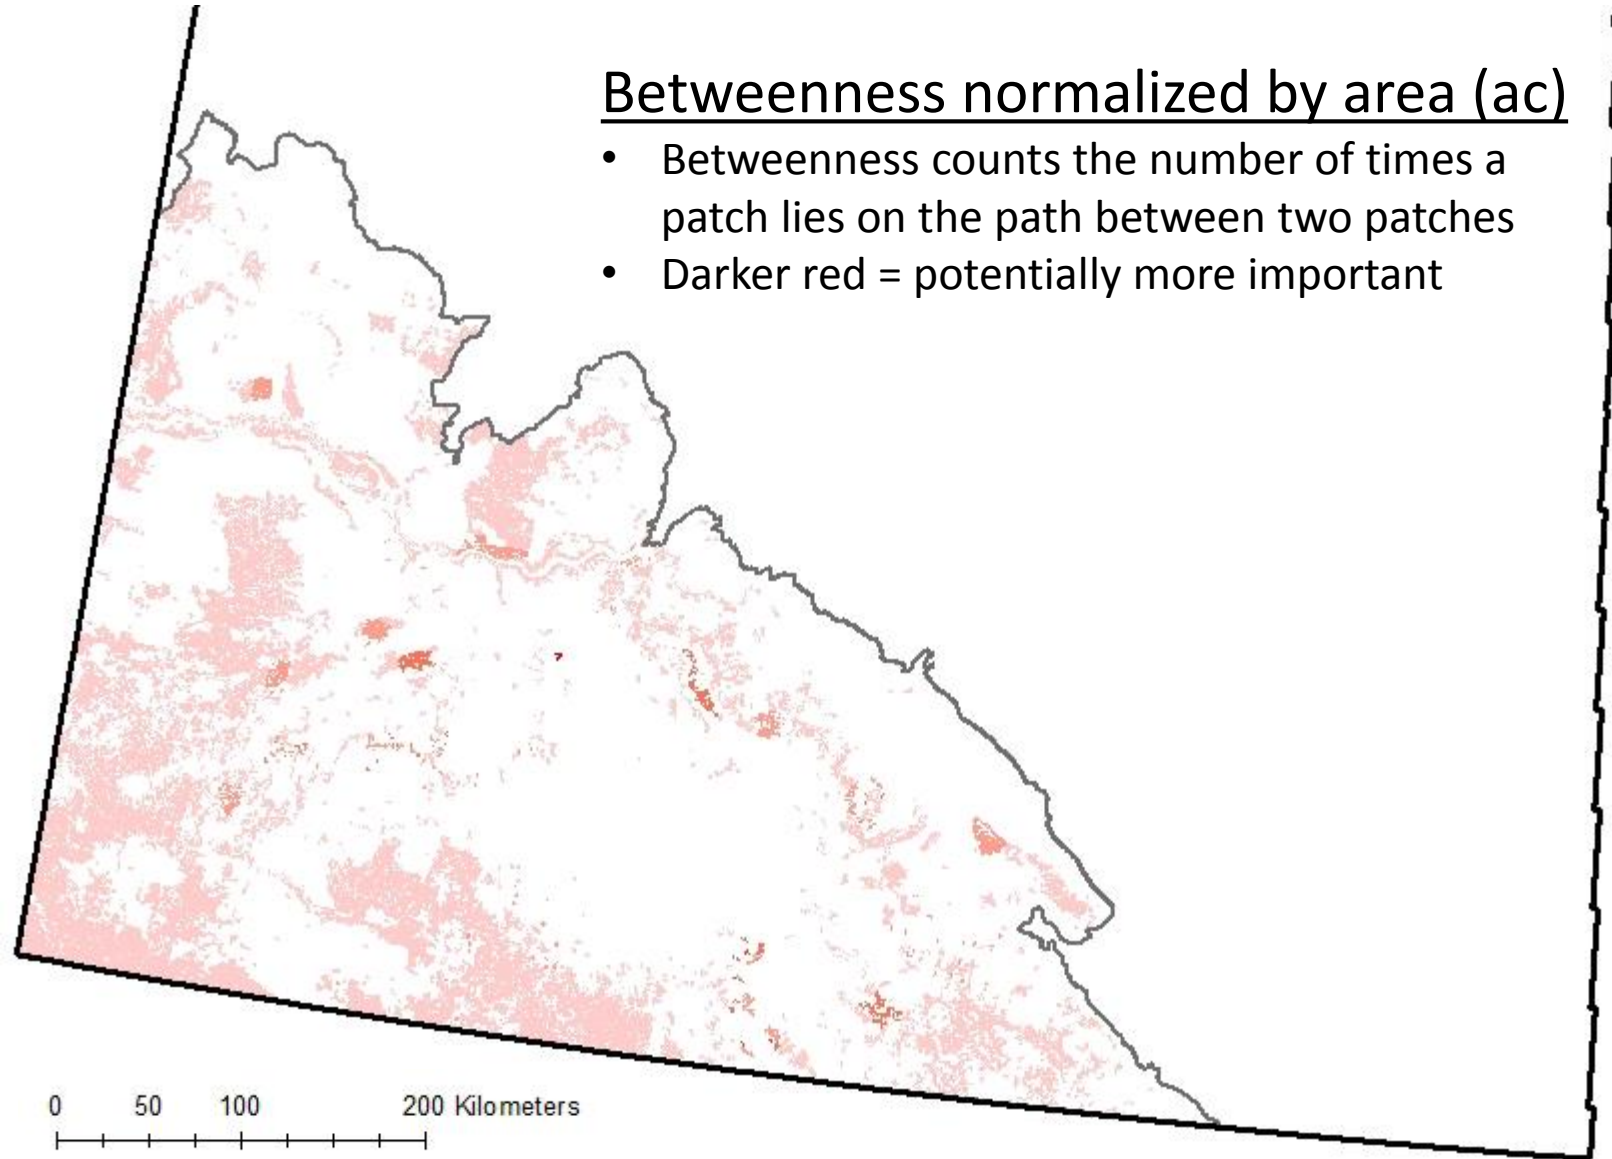 Betweenness normalized by area (ac)
• Betweenness counts the number of times a
patch lies on the path between two patches
• Darker red = potentially more important
0 50 100 200 Kilometers